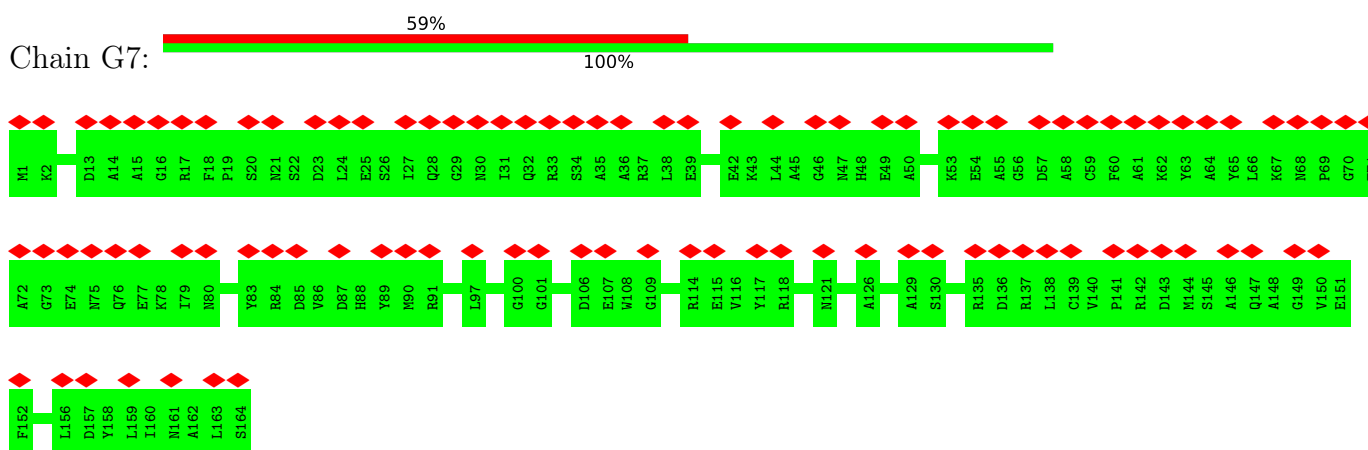 59%
Chain G7:
100%
M1 K2 D13 A14 A15 G16 R17 F18 P19 S20 N21 S22 D23 L24 E25 S26 I27 Q28 G29 N30 I31 Q32 R33 S34 A35 A36 R37 L38 E39 E42 K43 L44 A45 G46 N47 H48 E49 A50 K53 E54 A55 G56 D57 A58 C59 F60 A61 K62 Y63 A64 Y65 L66 K67 N68 P69 G70
A72 G73 E74 N75 Q76 E77 K78 I79 N80 Y83 R84 D85 V86 D87 H88 Y89 M90 R91 L97 G100 G101 D106 E107 W108 G109 R114 E115 V116 Y117 R118 N121 A126 A129 S130 R135 D136 R137 L138 C139 V140 P141 R142 D143 M144 S145 A146 Q147 A148 G149 V150 E151
F152 L156 D157 Y158 L159 I160 N161 A162 L163 S164